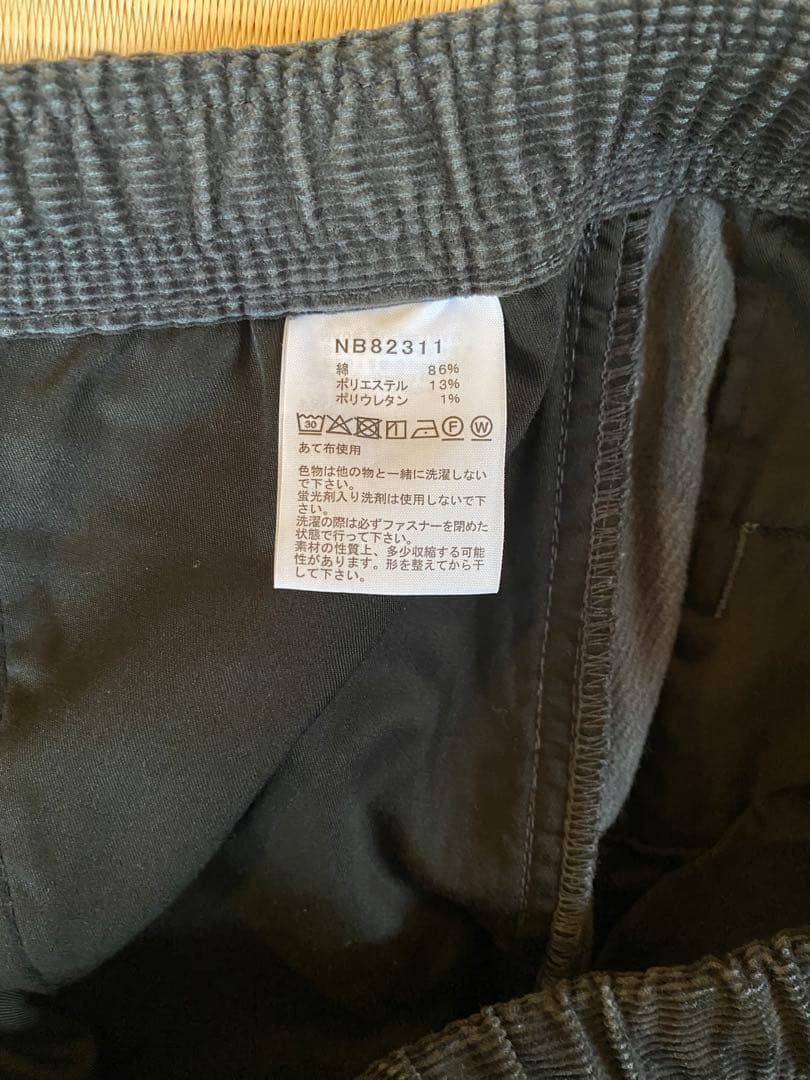 NB82311
綿 86%
ポリエステル 13%
ポリウレタン 1%
30 F W
あて布使用
色物は他の物と一緒に洗濯しない
で下さい。
蛍光剤入り洗剤は使用しないで下
さい。
洗濯の際は必ずファスナーを閉めた
状態で行って下さい。
素材の性質上、多少収縮する可能
性があります。形を整えてから干
して下さい。